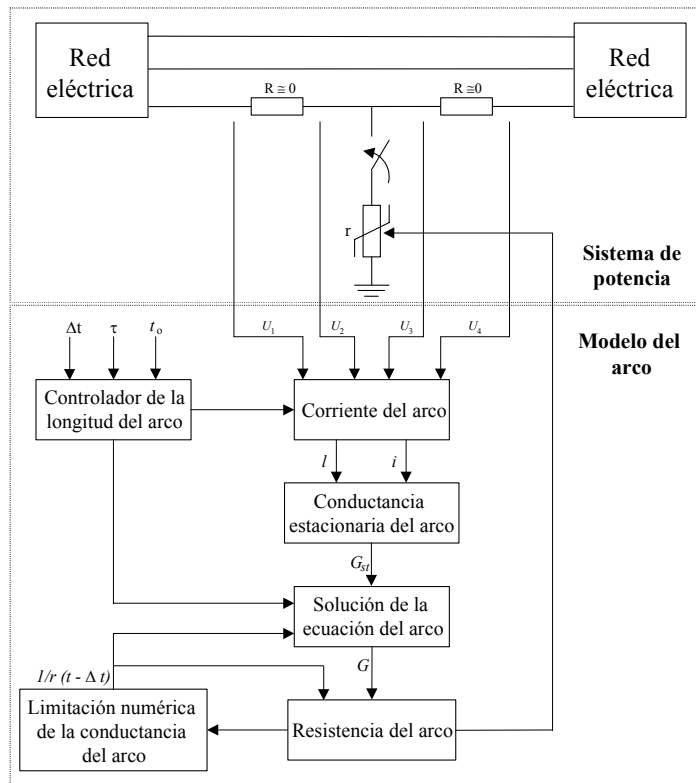 Red
eléctrica
R ≅ 0
R ≅0
Red
eléctrica
r
Sistema de
potencia
Δt
τ
t₀
U₁
U₂
U₃
U₄
Modelo del
arco
Controlador de la
longitud del arco
Corriente del arco
l
i
Conductancia
estacionaria del arco
G_st
Solución de la
ecuación del arco
1/r (t - Δ t)
G
Limitación numérica
de la conductancia
del arco
Resistencia del arco